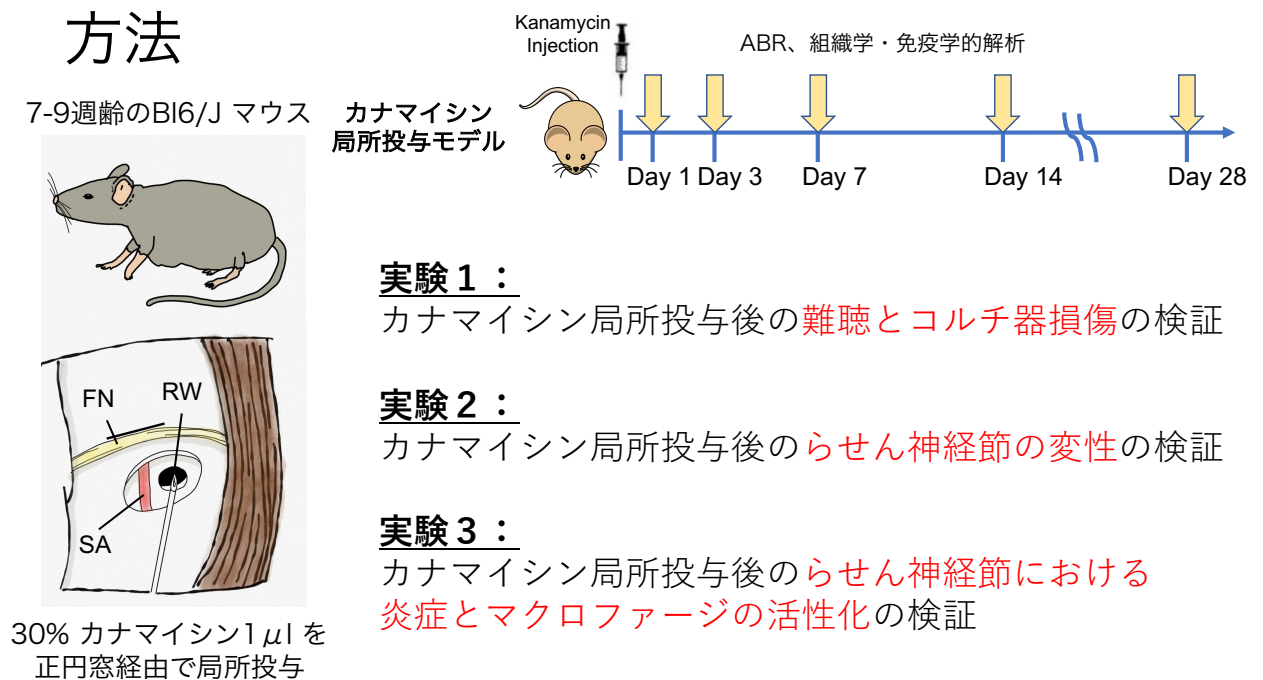 方法
7-9週齢のBl6/J マウス
FN
RW
SA
30% カナマイシン1μl を
正円窓経由で局所投与
カナマイシン
局所投与モデル
Kanamycin
Injection
ABR、組織学・免疫学的解析
Day 1 Day 3 Day 7 Day 14 Day 28
実験１：
カナマイシン局所投与後の難聴とコルチ器損傷の検証
実験２：
カナマイシン局所投与後のらせん神経節の変性の検証
実験３：
カナマイシン局所投与後のらせん神経節における
炎症とマクロファージの活性化の検証